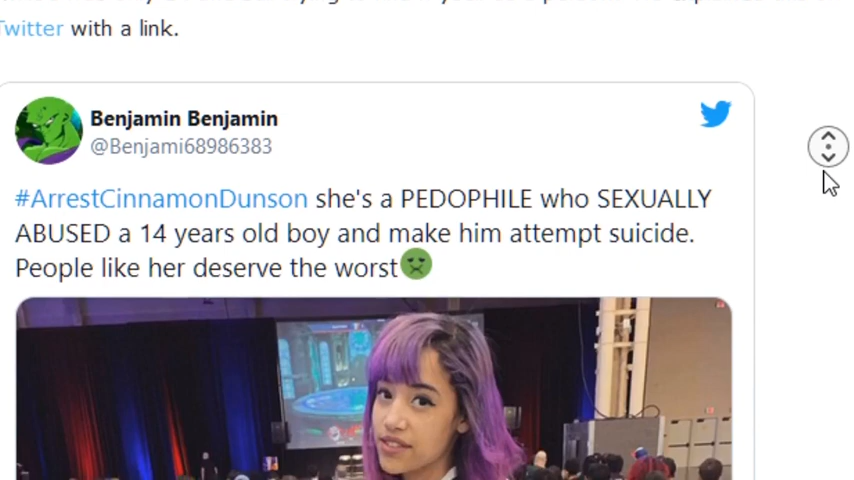 Twitter with a link.
Benjamin Benjamin
@Benjami68986383
#ArrestCinnamonDunson she's a PEDOPHILE who SEXUALLY
ABUSED a 14 years old boy and make him attempt suicide.
People like her deserve the worst